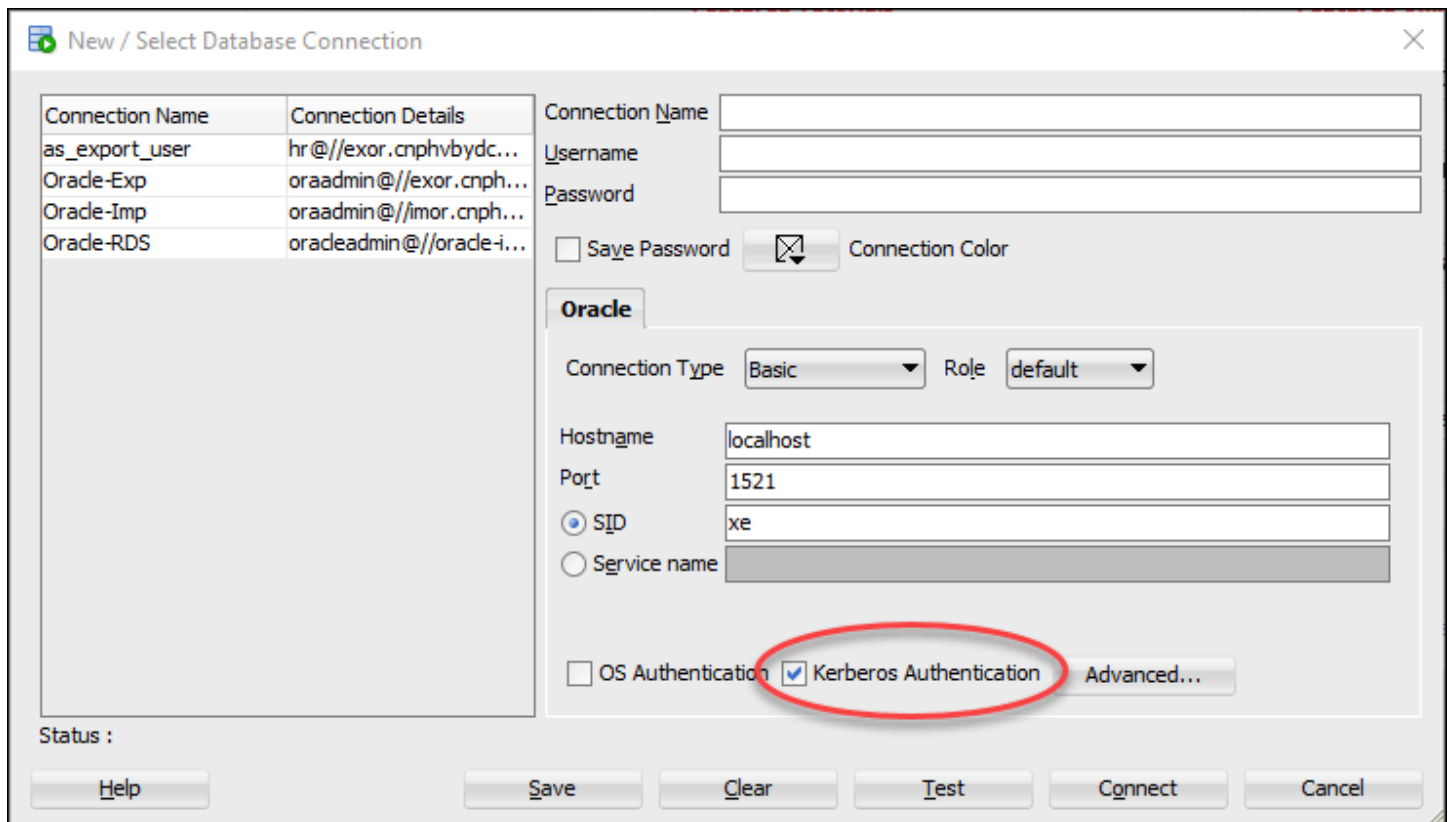 New / Select Database Connection
Connection Name Connection Details
as_export_user hr@//exor.cnphvbydc...
Oracle-Exp oraadmin@//exor.cnph...
Oracle-Imp oraadmin@//imor.cnph...
Oracle-RDS oracleadmin@//oracle-i...
Connection Name
Username
Password
Save Password Connection Color
Oracle
Connection Type Basic Role default
Hostname localhost
Port 1521
SID xe
Service name
OS Authentication Kerberos Authentication Advanced...
Status :
Help Save Clear Test Connect Cancel